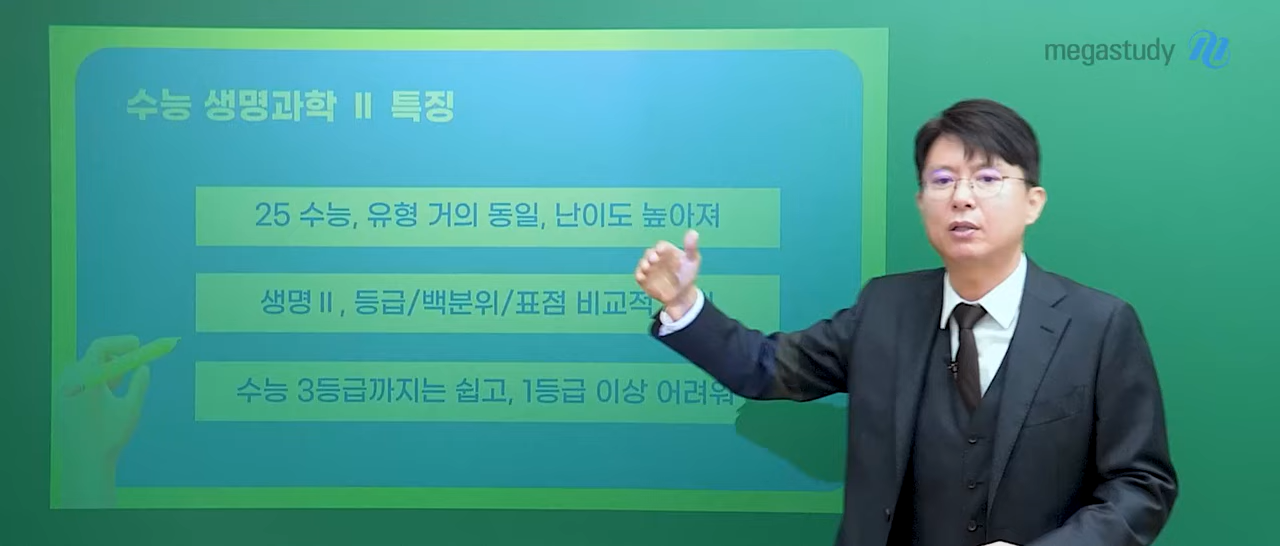 megastudy
수능 생명과학 Ⅱ 특징
25 수능, 유형 거의 동일, 난이도 높아져
생명Ⅱ, 등급/백분위/표점 비교적
수능 3등급까지는 쉽고, 1등급 이상 어려워